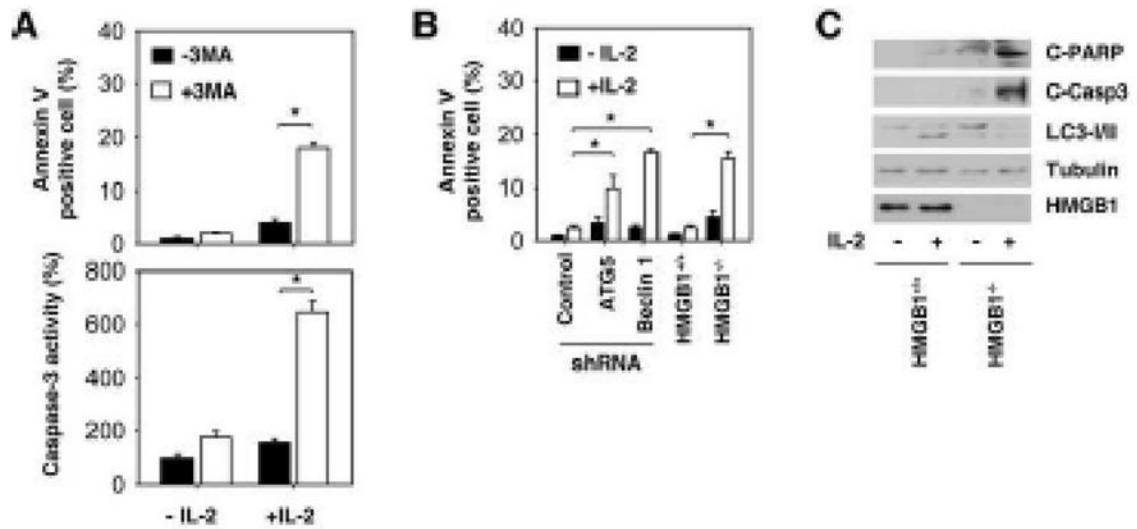 A
40
30
20
10
0
Annexin V
positive cell (%)
-3MA
+3MA
*
800
600
400
200
0
Caspase-3 activity (%)
*
- IL-2 +IL-2
B
40
30
20
10
0
Annexin V
positive cell (%)
- IL-2
+IL-2
*
*
*
Control
ATG5
Beclin 1
HMGB1+/+
HMGB1-/-
shRNA
C
C-PARP
C-Casp3
LC3-I/II
Tubulin
HMGB1
IL-2 - + - +
HMGB1+/+
HMGB1-/-